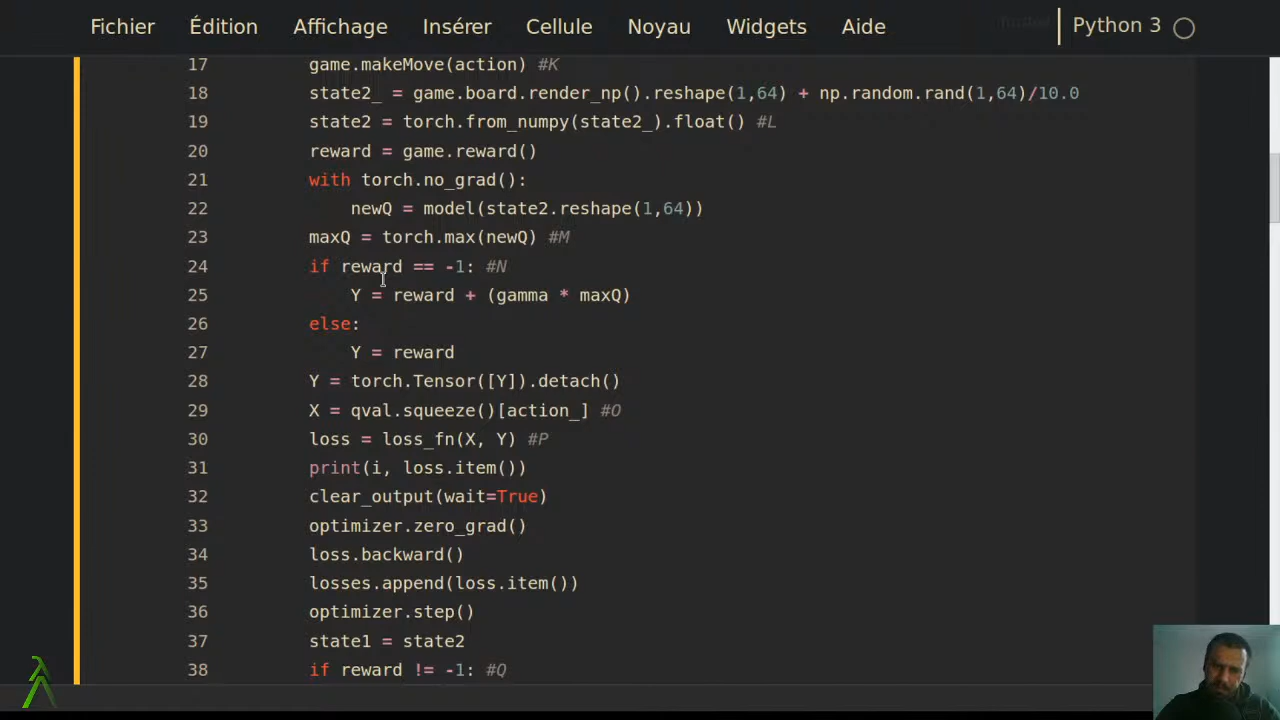 Fichier Édition Affichage Insérer Cellule Noyau Widgets Aide Python 3
17 game.makeMove(action) #K
18 state2_ = game.board.render_np().reshape(1,64) + np.random.rand(1,64)/10.0
19 state2 = torch.from_numpy(state2_).float() #L
20 reward = game.reward()
21 with torch.no_grad():
22 newQ = model(state2.reshape(1,64))
23 maxQ = torch.max(newQ) #M
24 if reward == -1: #N
25 Y = reward + (gamma * maxQ)
26 else:
27 Y = reward
28 Y = torch.Tensor([Y]).detach()
29 X = qval.squeeze()[action_] #O
30 loss = loss_fn(X, Y) #P
31 print(i, loss.item())
32 clear_output(wait=True)
33 optimizer.zero_grad()
34 loss.backward()
35 losses.append(loss.item())
36 optimizer.step()
37 state1 = state2
38 if reward != -1: #Q